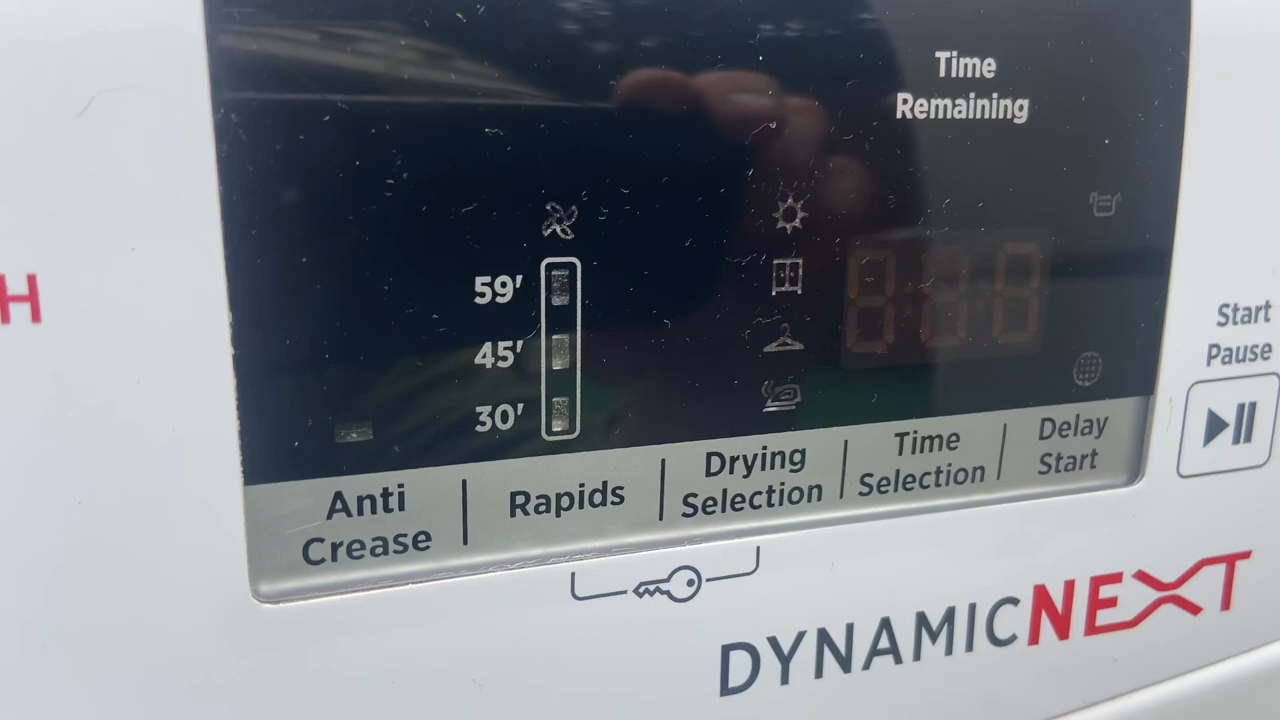 Time
Remaining
H
59'
45'
30'
Start
Pause
Anti
Crease
Rapids
Drying
Selection
Time
Selection
Delay
Start
DYNAMICNEXT